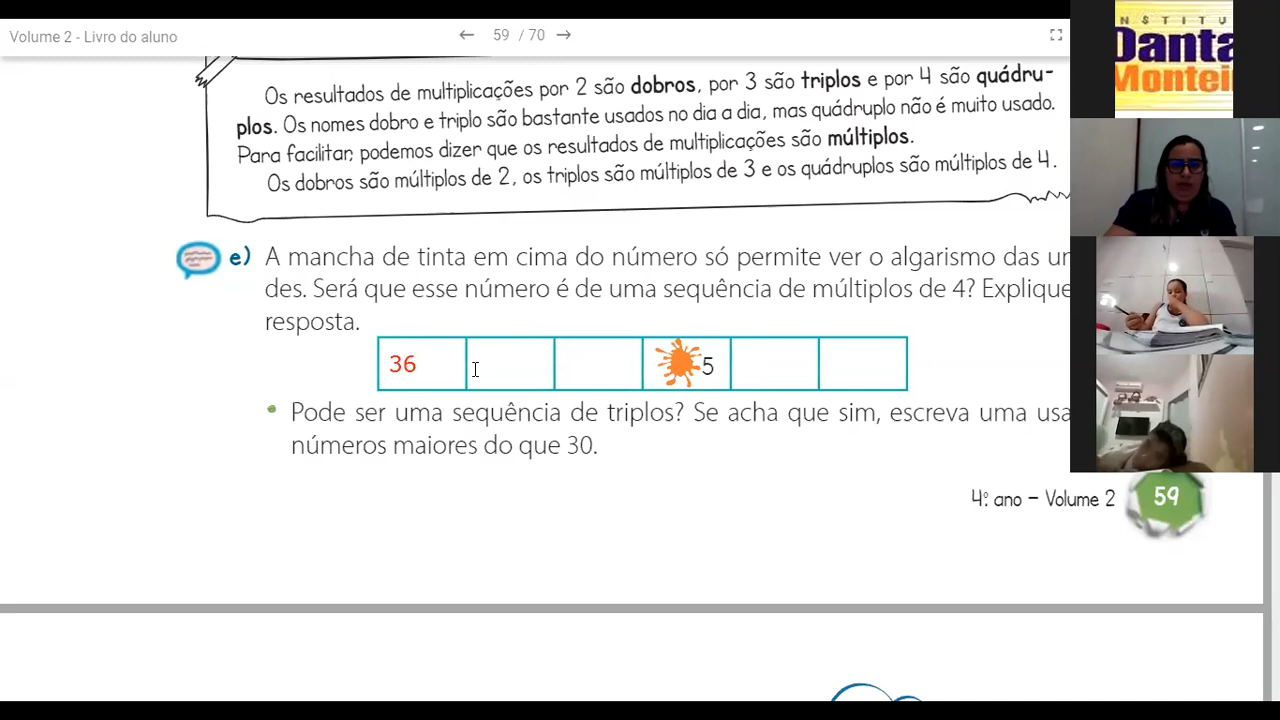 Volume 2 - Livro do aluno
59 / 70
INSTITU
Danta
Monteir
Os resultados de multiplicações por 2 são dobros, por 3 são triplos e por 4 são quádru-
plos. Os nomes dobro e triplo são bastante usados no dia a dia, mas quádruplo não é muito usado.
Para facilitar, podemos dizer que os resultados de multiplicações são múltiplos.
Os dobros são múltiplos de 2, os triplos são múltiplos de 3 e os quádruplos são múltiplos de 4.
e) A mancha de tinta em cima do número só permite ver o algarismo das un
des. Será que esse número é de uma sequência de múltiplos de 4? Explique
resposta.
36 5
• Pode ser uma sequência de triplos? Se acha que sim, escreva uma usa
números maiores do que 30.
4º. ano – Volume 2 59